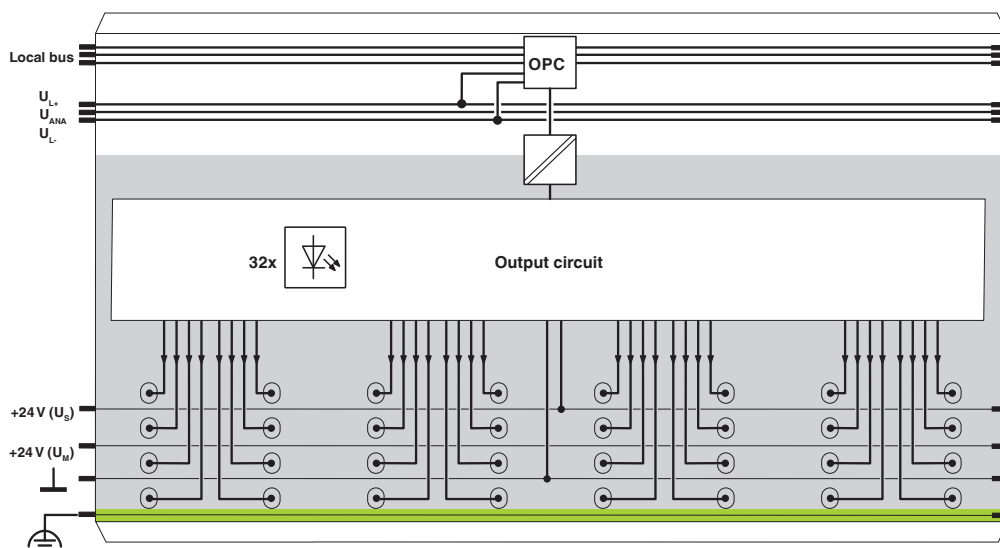 Local bus
OPC
U_L+
U_ANA
U_L-
32x
Output circuit
+24 V (U_S)
+24 V (U_M)